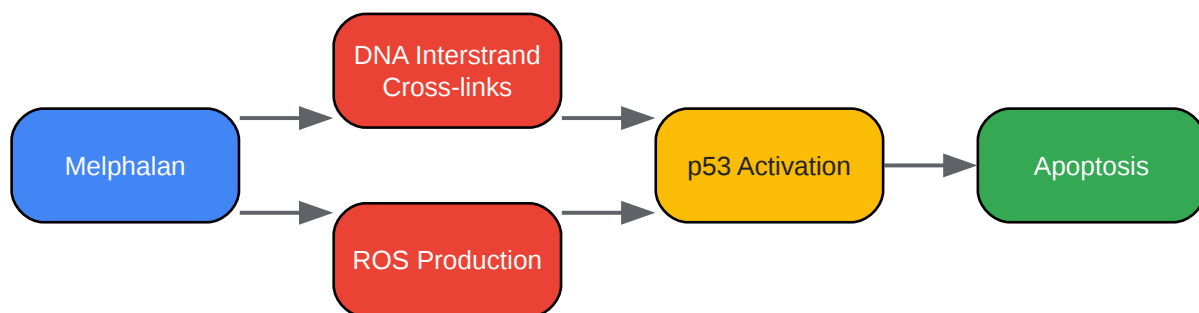 Melphalan
DNA Interstrand
Cross-links
ROS Production
p53 Activation
Apoptosis